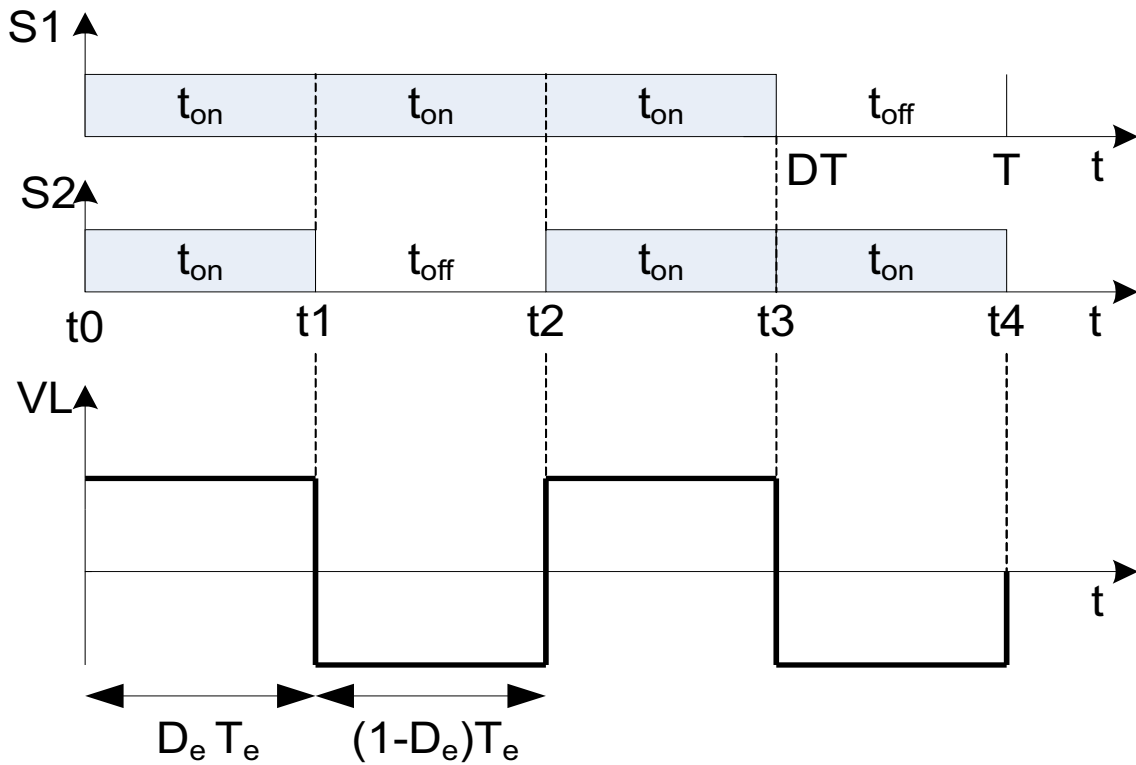 S1
t_on t_on t_on t_off
DT T t
S2
t_on t_off t_on t_on
t0 t1 t2 t3 t4 t
VL
t
D_e T_e (1-D_e)T_e